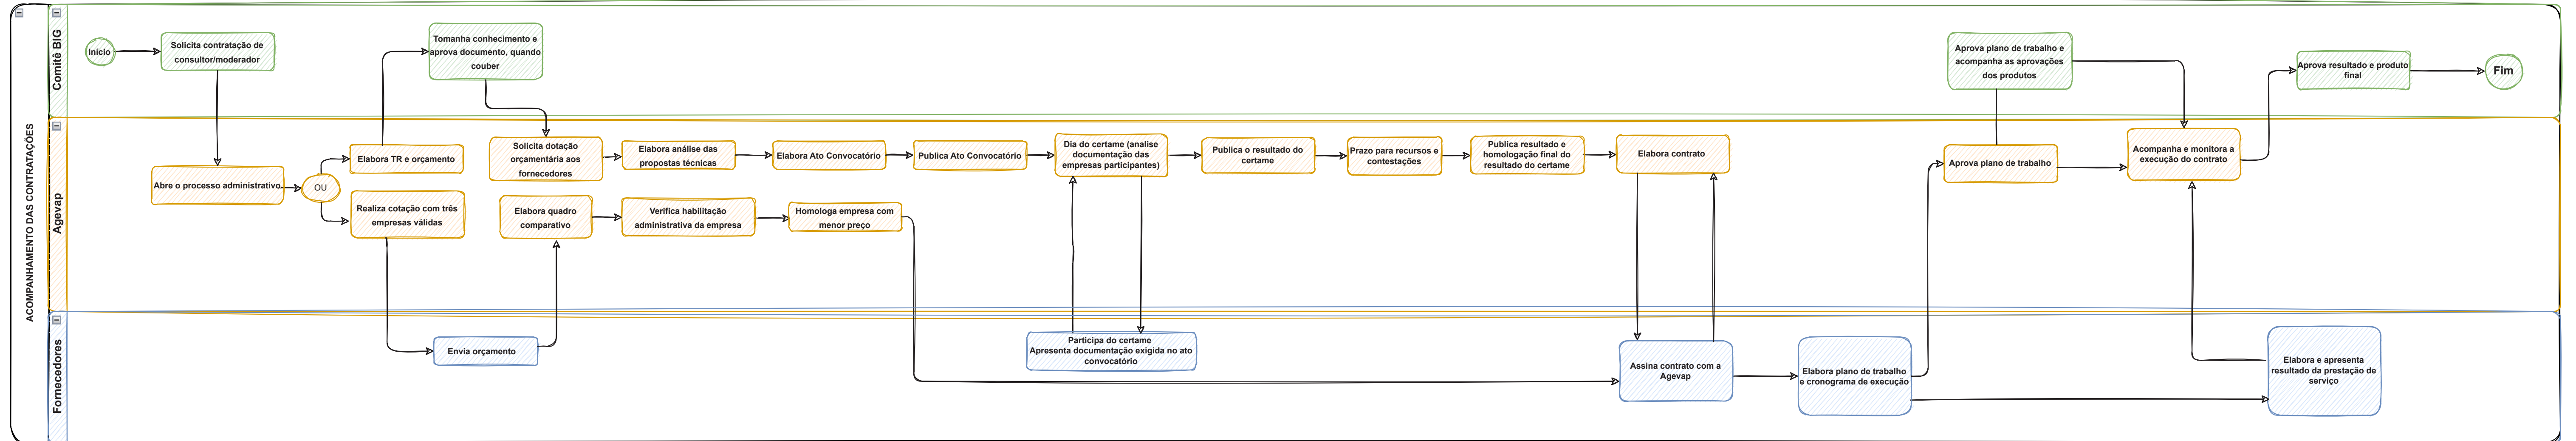 ACOMPANHAMENTO DAS CONTRATAÇÕES
Comitê BIG
Início
Solicita contratação de
consultor/moderador
Tomanha conhecimento e
aprova documento, quando
couber
Aprova plano de trabalho e
acompanha as aprovações
dos produtos
Aprova resultado e produto
final
Fim
Agevap
Abre o processo administrativo
OU
Elabora TR e orçamento
Realiza cotação com três
empresas válidas
Solicita dotação
orçamentária aos
fornecedores
Elabora análise das
propostas técnicas
Elabora Ato Convocatório
Publica Ato Convocatório
Dia do certame (analise
documentação das
empresas participantes)
Publica o resultado do
certame
Prazo para recursos e
contestações
Publica resultado e
homologação final do
resultado do certame
Elabora contrato
Aprova plano de trabalho
Acompanha e monitora a
execução do contrato
Elabora quadro
comparativo
Verifica habilitação
administrativa da empresa
Homologa empresa com
menor preço
Fornecedores
Envia orçamento
Participa do certame
Apresenta documentação exigida no ato
convocatório
Assina contrato com a
Agevap
Elabora plano de trabalho
e cronograma de execução
Elabora e apresenta
resultado da prestação de
serviço